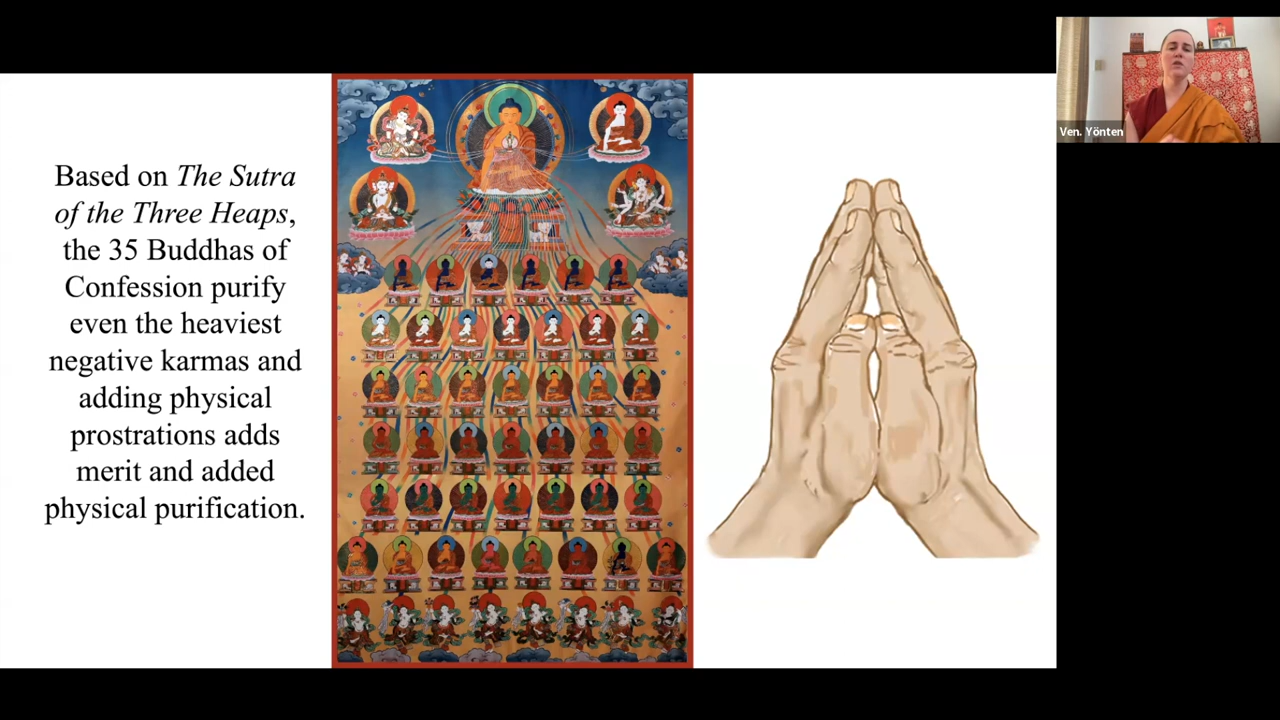 Based on The Sutra
of the Three Heaps,
the 35 Buddhas of
Confession purify
even the heaviest
negative karmas and
adding physical
prostrations adds
merit and added
physical purification.
Ven. Yönten